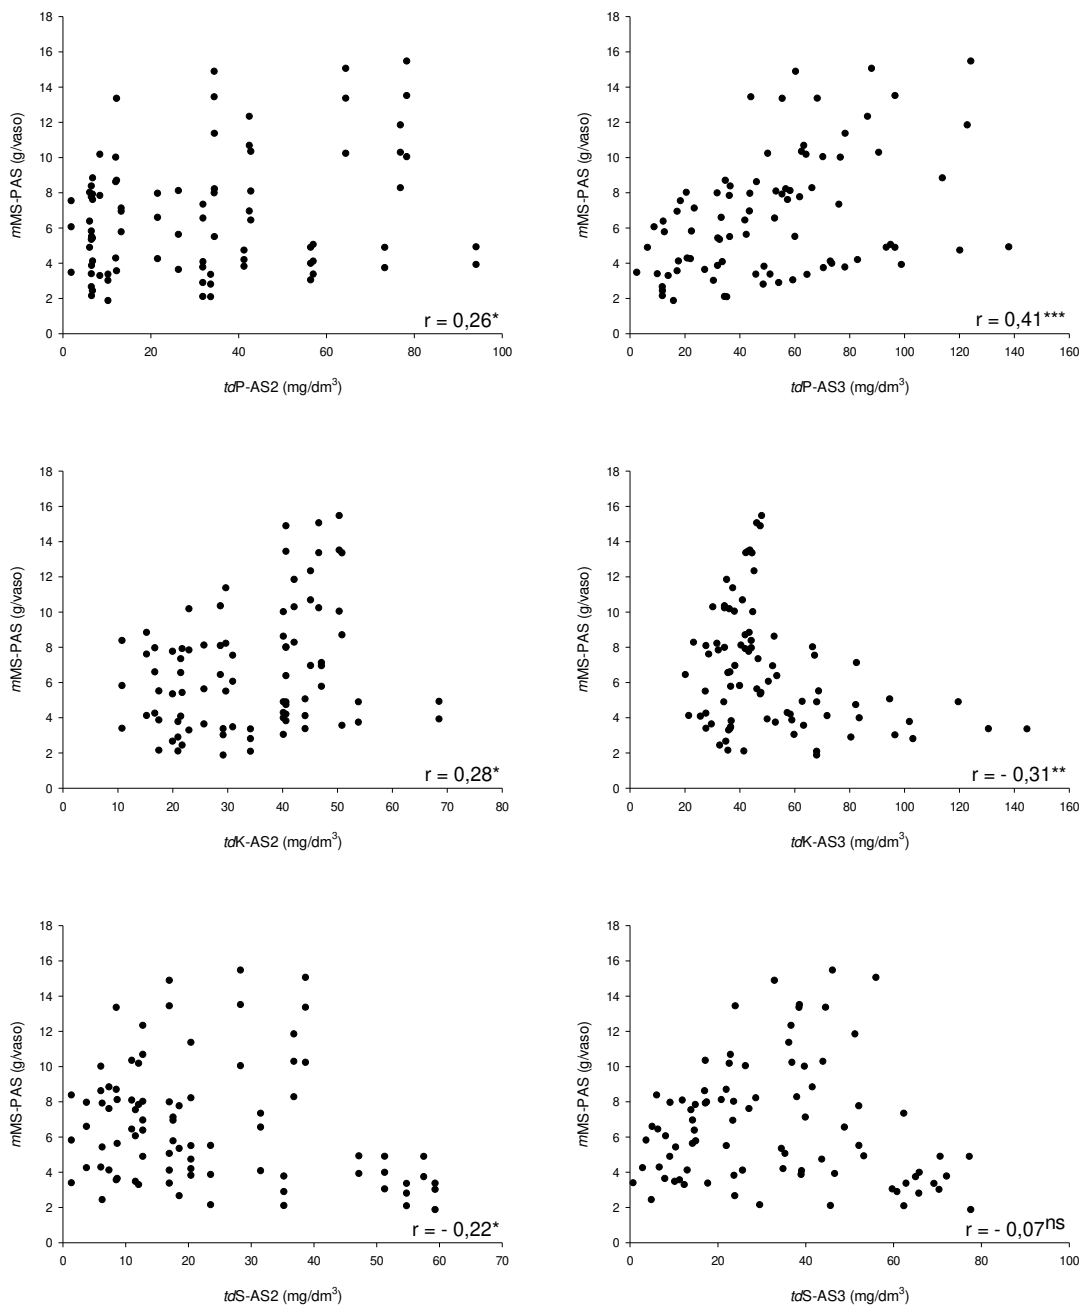 18
16
14
12
10
8
6
4
2
0
mMS-PAS (g/vaso)
r = 0,26*
0 20 40 60 80 100
tdP-AS2 (mg/dm³)
18
16
14
12
10
8
6
4
2
0
mMS-PAS (g/vaso)
r = 0,41***
0 20 40 60 80 100 120 140 160
tdP-AS3 (mg/dm³)
18
16
14
12
10
8
6
4
2
0
mMS-PAS (g/vaso)
r = 0,28*
0 10 20 30 40 50 60 70 80
tdK-AS2 (mg/dm³)
18
16
14
12
10
8
6
4
2
0
mMS-PAS (g/vaso)
r = - 0,31**
0 20 40 60 80 100 120 140 160
tdK-AS3 (mg/dm³)
18
16
14
12
10
8
6
4
2
0
mMS-PAS (g/vaso)
r = - 0,22*
0 10 20 30 40 50 60 70
tdS-AS2 (mg/dm³)
18
16
14
12
10
8
6
4
2
0
mMS-PAS (g/vaso)
r = - 0,07ns
0 20 40 60 80 100
tdS-AS3 (mg/dm³)